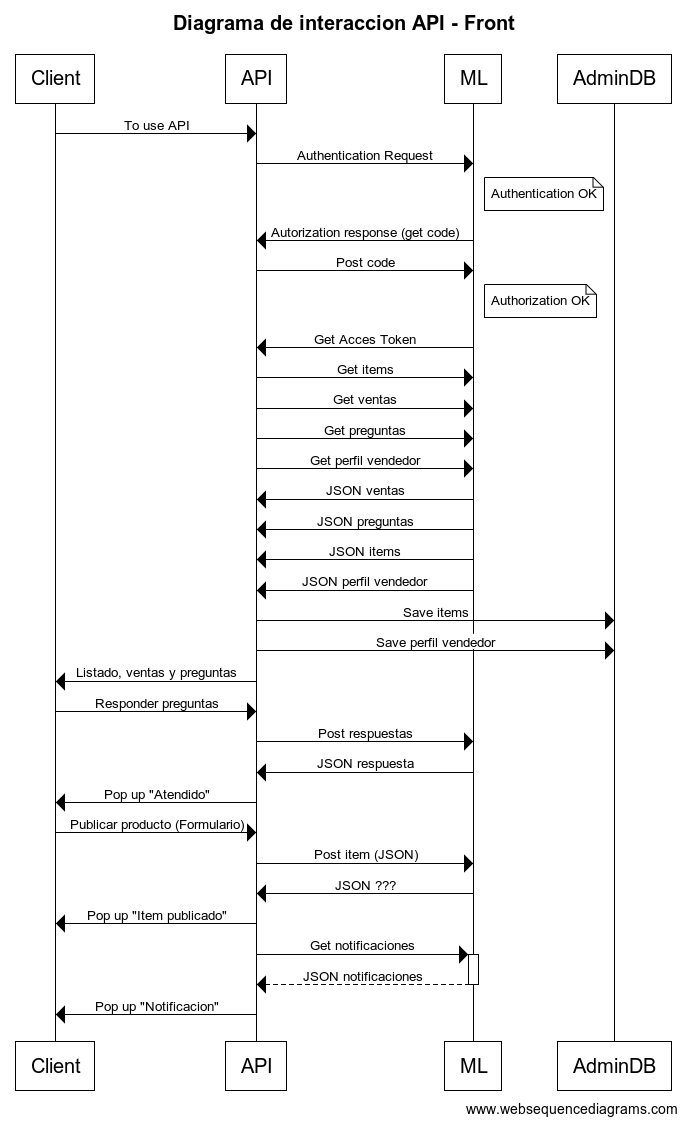 Diagrama de interaccion API - Front
Client API ML AdminDB
To use API
Authentication Request
Authentication OK
Autorization response (get code)
Post code
Authorization OK
Get Acces Token
Get items
Get ventas
Get preguntas
Get perfil vendedor
JSON ventas
JSON preguntas
JSON items
JSON perfil vendedor
Save items
Save perfil vendedor
Listado, ventas y preguntas
Responder preguntas
Post respuestas
JSON respuesta
Pop up "Atendido"
Publicar producto (Formulario)
Post item (JSON)
JSON ???
Pop up "Item publicado"
Get notificaciones
JSON notificaciones
Pop up "Notificacion"
Client API ML AdminDB
www.websequencediagrams.com